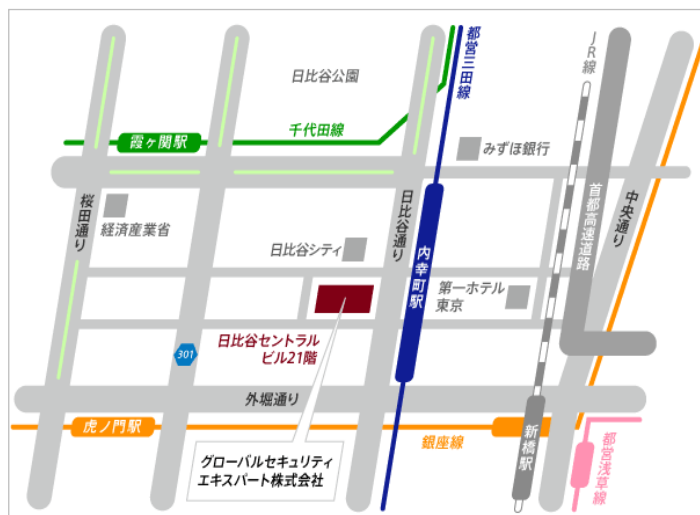 都営三田線
JR線
日比谷公園
千代田線
霞ヶ関駅
みずほ銀行
桜田通り
経済産業省
日比谷シティ
日比谷通り
内幸町駅
首都高速道路
中央通り
第一ホテル
東京
日比谷セントラル
ビル21階
301
外堀通り
虎ノ門駅
銀座線
新橋駅
都営浅草線
グローバルセキュリティ
エキスパート株式会社